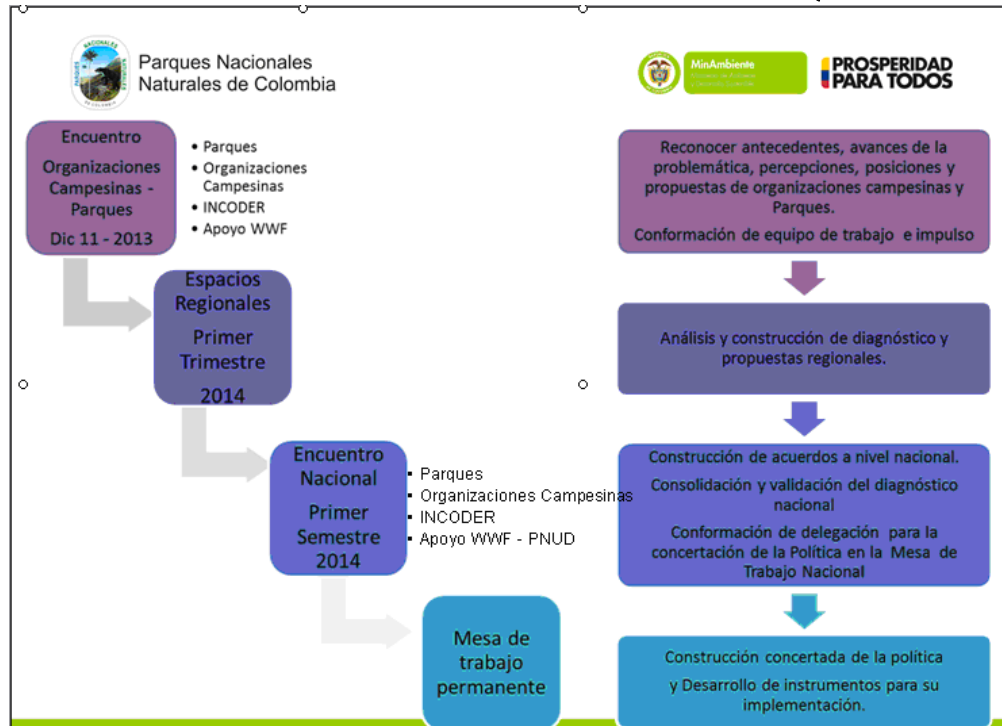 Parques Nacionales
Naturales de Colombia
MinAmbiente
PROSPERIDAD
PARA TODOS
Encuentro
Organizaciones
Campesinas -
Parques
Dic 11 - 2013
• Parques
• Organizaciones
Campesinas
• INCODER
• Apoyo WWF
Reconocer antecedentes, avances de la
problemática, percepciones, posiciones y
propuestas de organizaciones campesinas y
Parques.
Conformación de equipo de trabajo e impulso
Espacios
Regionales
Primer
Trimestre
2014
Análisis y construcción de diagnóstico y
propuestas regionales.
Encuentro
Nacional
Primer
Semestre
2014
▪ Parques
▪ Organizaciones Campesinas
▪ INCODER
▪ Apoyo WWF - PNUD
Construcción de acuerdos a nivel nacional.
Consolidación y validación del diagnóstico
nacional
Conformación de delegación para la
concertación de la Política en la Mesa de
Trabajo Nacional
Mesa de
trabajo
permanente
Construcción concertada de la política
y Desarrollo de instrumentos para su
implementación.